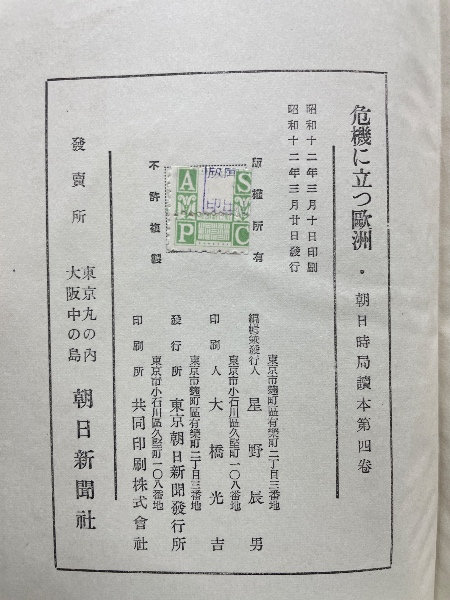 危機に立つ歐洲・朝日時局讀本第四卷
昭和十二年三月十日印刷
昭和十二年三月廿日發行
版權所有
不許複製
A S
P C
東京市麹町區有樂町二丁目三番地
編輯兼發行人 星野辰男
東京市小石川區久堅町一〇八番地
印刷人 大橋光吉
東京市麹町區有樂町二丁目三番地
發行所 東京朝日新聞發行所
東京市小石川區久堅町一〇八番地
印刷所 共同印刷株式會社
發賣所
東京丸の内
大阪中の島
朝日新聞社